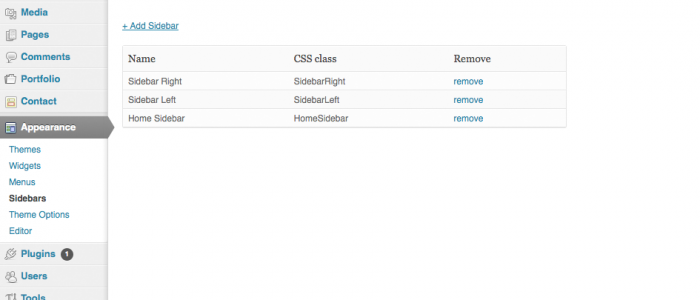 Media
Pages
Comments
Portfolio
Contact
Appearance
Themes
Widgets
Menus
Sidebars
Theme Options
Editor
Plugins 1
Users
Tools
+ Add Sidebar
Name CSS class Remove
Sidebar Right SidebarRight remove
Sidebar Left SidebarLeft remove
Home Sidebar HomeSidebar remove